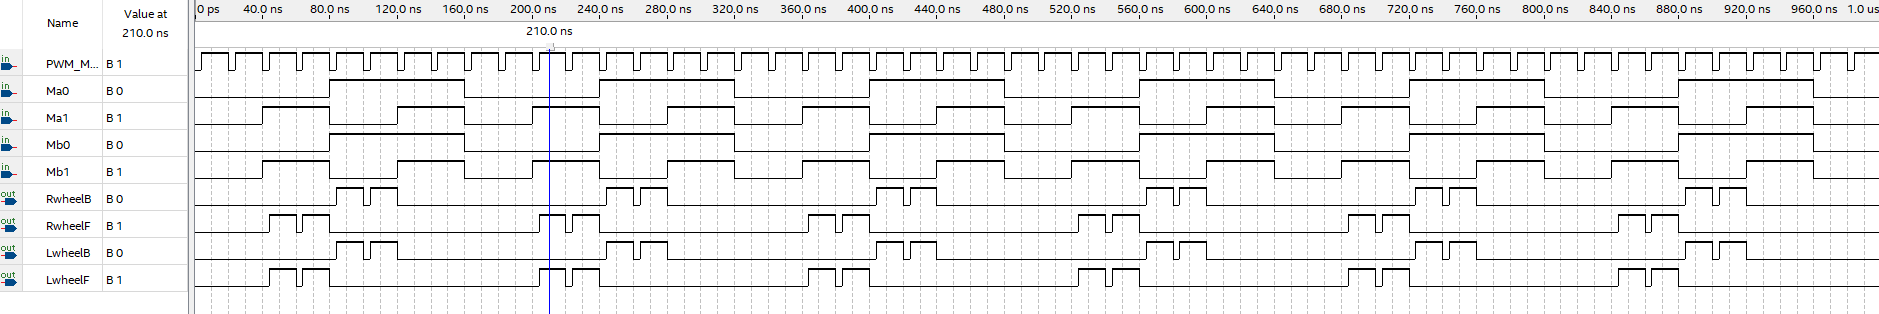 Name
Value at
210.0 ns
0 ps 40.0 ns 80.0 ns 120.0 ns 160.0 ns 200.0 ns 240.0 ns 280.0 ns 320.0 ns 360.0 ns 400.0 ns 440.0 ns 480.0 ns 520.0 ns 560.0 ns 600.0 ns 640.0 ns 680.0 ns 720.0 ns 760.0 ns 800.0 ns 840.0 ns 880.0 ns 920.0 ns 960.0 ns 1.0 us
210.0 ns
in PWM_M... B 1
in Ma0 B 0
in Ma1 B 1
in Mb0 B 0
in Mb1 B 1
out RwheelB B 0
out RwheelF B 1
out LwheelB B 0
out LwheelF B 1